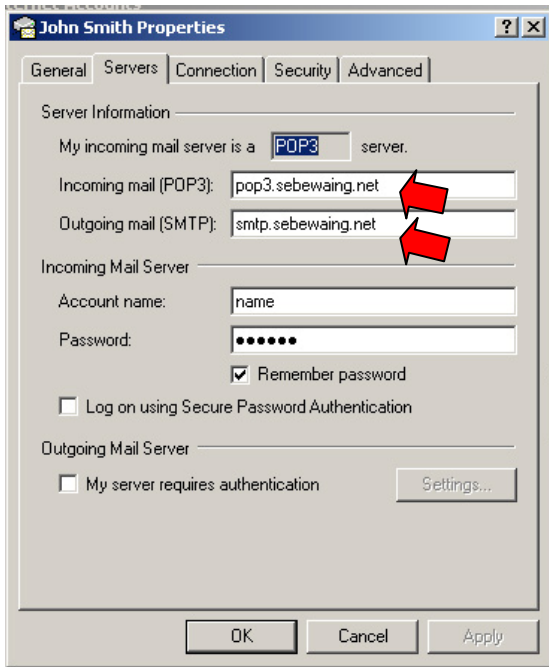 John Smith Properties
General Servers Connection Security Advanced
Server Information
My incoming mail server is a POP3 server.
Incoming mail (POP3): pop3.sebewaing.net
Outgoing mail (SMTP): smtp.sebewaing.net
Incoming Mail Server
Account name: name
Password: ●●●●●●
Remember password
Log on using Secure Password Authentication
Outgoing Mail Server
My server requires authentication Settings...
OK Cancel Apply